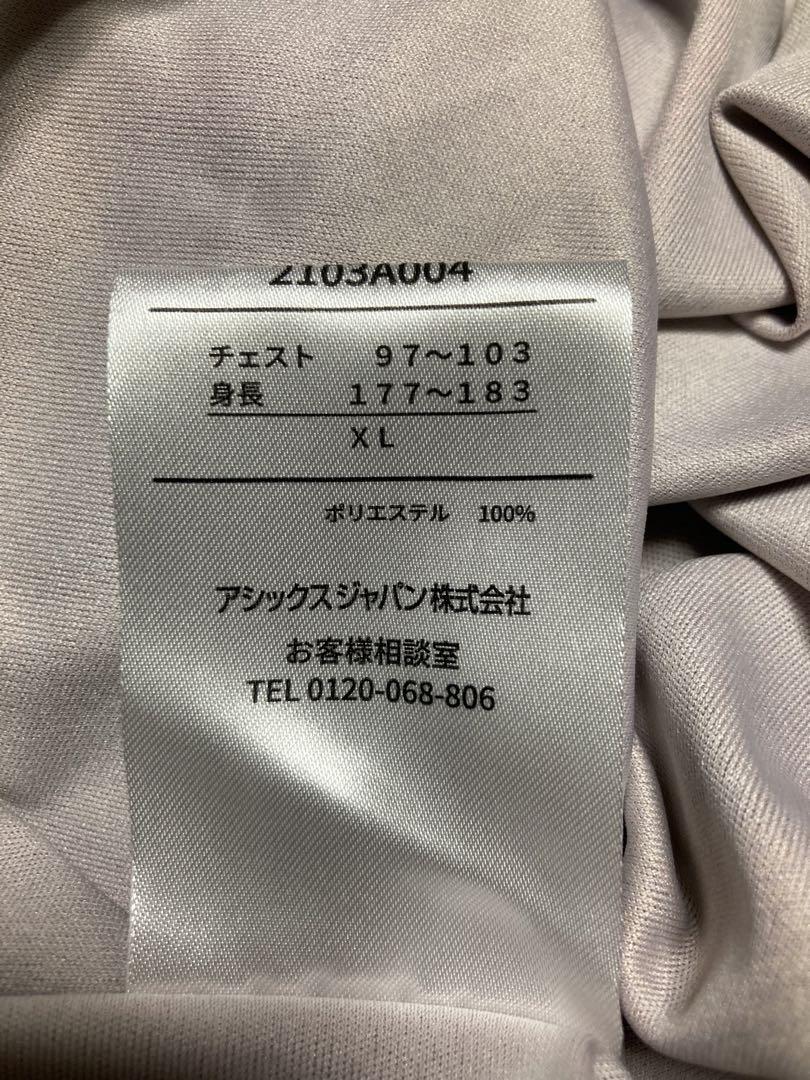 2103A004
チェスト 97～103
身長 177～183
XL
ポリエステル 100%
アシックスジャパン株式会社
お客様相談室
TEL 0120-068-806